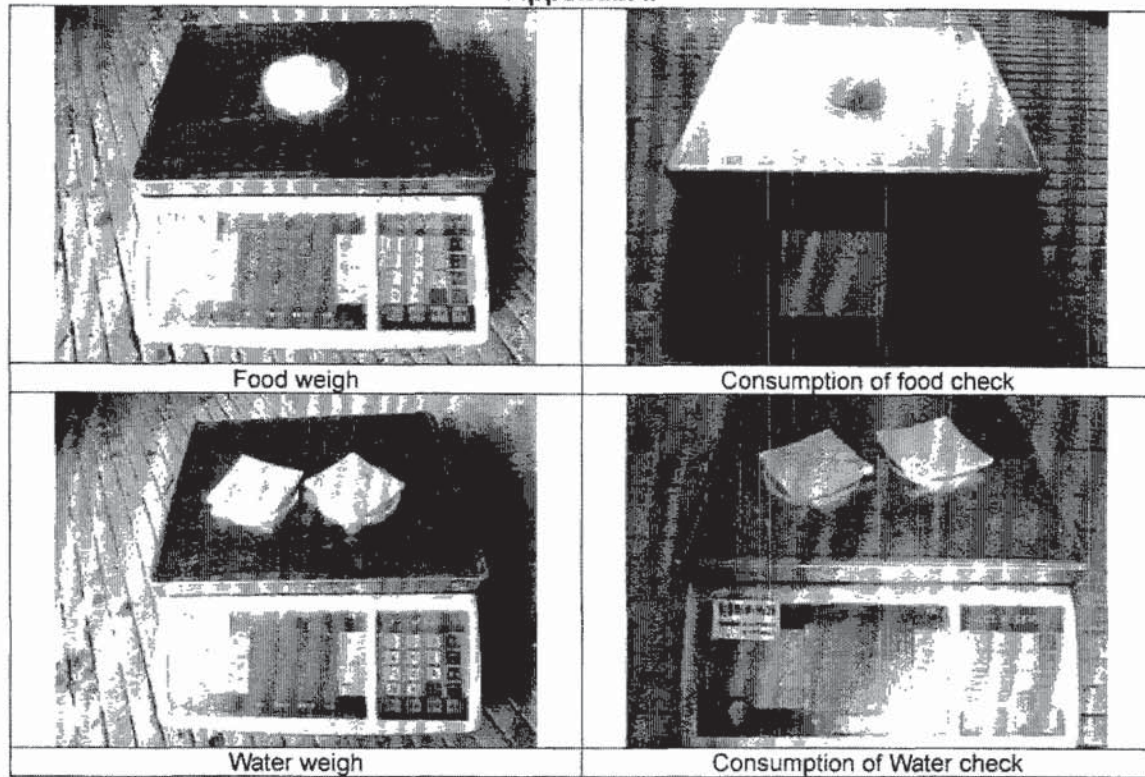 Food weigh
Consumption of food check
Water weigh
Consumption of Water check